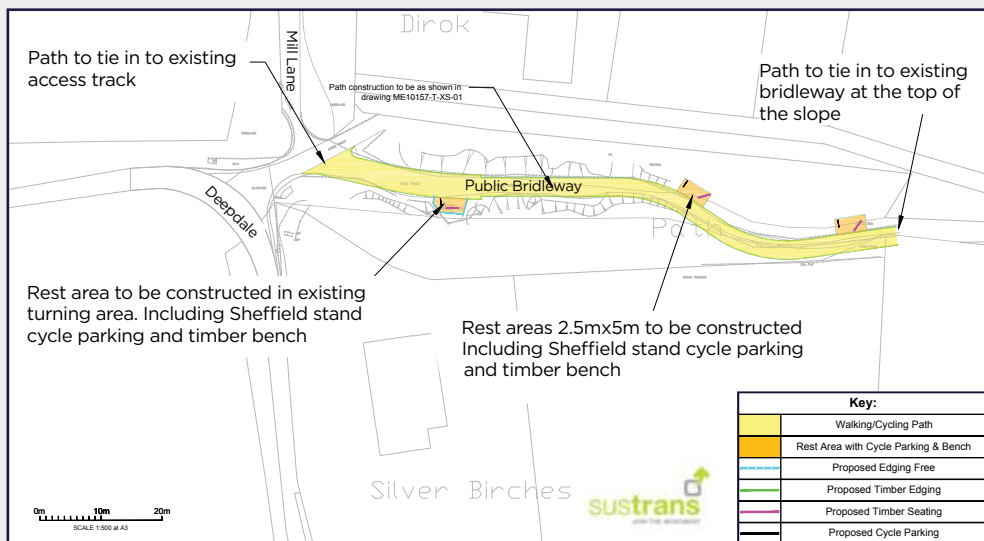 Dirok
Path to tie in to existing
access track
Mill Lane
Path construction to be as shown in
drawing ME10157-T-XS-01
Path to tie in to existing
bridleway at the top of
the slope
Public Bridleway
Deepdale
Path
Rest area to be constructed in existing
turning area. Including Sheffield stand
cycle parking and timber bench
Rest areas 2.5mx5m to be constructed
Including Sheffield stand cycle parking
and timber bench
Silver Birches
sustrans
JOIN THE MOVEMENT
0m 10m 20m
SCALE 1:500 at A3
Key:
Walking/Cycling Path
Rest Area with Cycle Parking & Bench
Proposed Edging Free
Proposed Timber Edging
Proposed Timber Seating
Proposed Cycle Parking